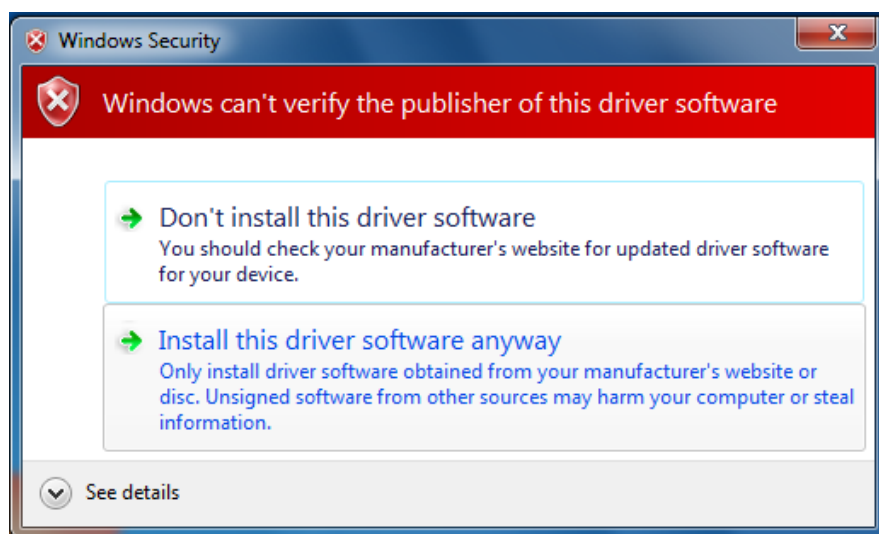 Windows Security
Windows can't verify the publisher of this driver software
Don't install this driver software
You should check your manufacturer's website for updated driver software
for your device.
Install this driver software anyway
Only install driver software obtained from your manufacturer's website or
disc. Unsigned software from other sources may harm your computer or steal
information.
See details